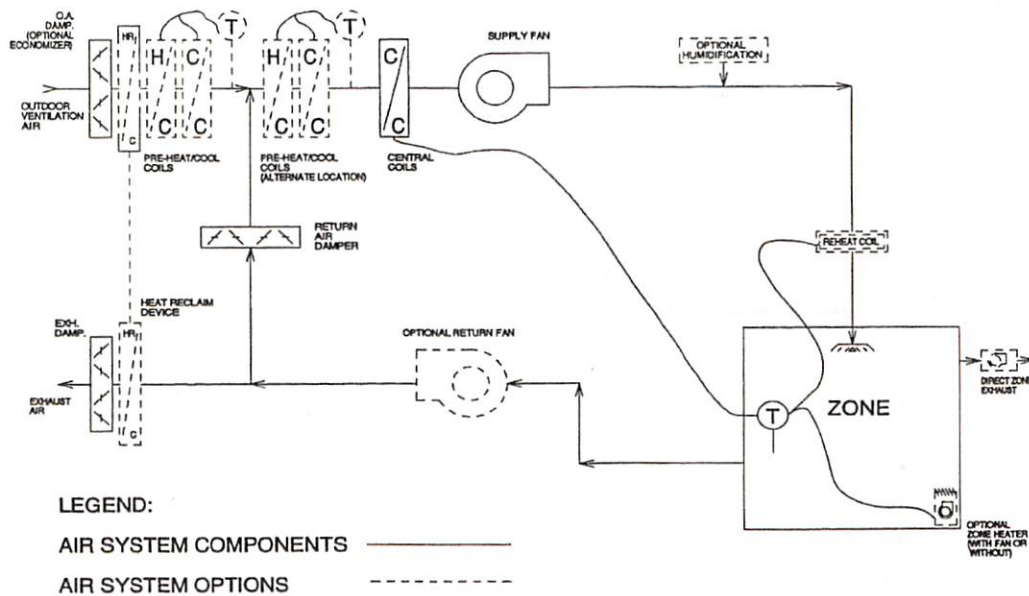 O.A.
DAMP.
(OPTIONAL
ECONOMIZER)
HR
C
H
C
C
C
T
H
C
C
C
T
C
C
SUPPLY FAN
OPTIONAL
HUMIDIFICATION
OUTDOOR
VENTILATION
AIR
PRE-HEAT/COOL
COILS
PRE-HEAT/COOL
COILS
(ALTERNATE LOCATION)
CENTRAL
COILS
RETURN
AIR
DAMPER
REHEAT COIL
HEAT RECLAIM
DEVICE
EXH.
DAMP.
HR
C
OPTIONAL RETURN FAN
EXHAUST
AIR
DIRECT ZONE
EXHAUST
ZONE
T
OPTIONAL
ZONE HEATER
(WITH FAN OR
WITHOUT)
LEGEND:
AIR SYSTEM COMPONENTS
AIR SYSTEM OPTIONS